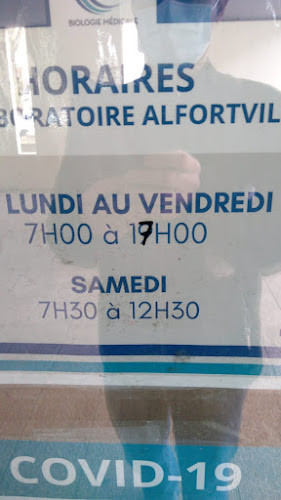 BIOLOGIE MÉDICALE
HORAIRES
BORATOIRE ALFORTVIL
LUNDI AU VENDREDI
7H00 à 17H00
SAMEDI
7H30 à 12H30
COVID-19